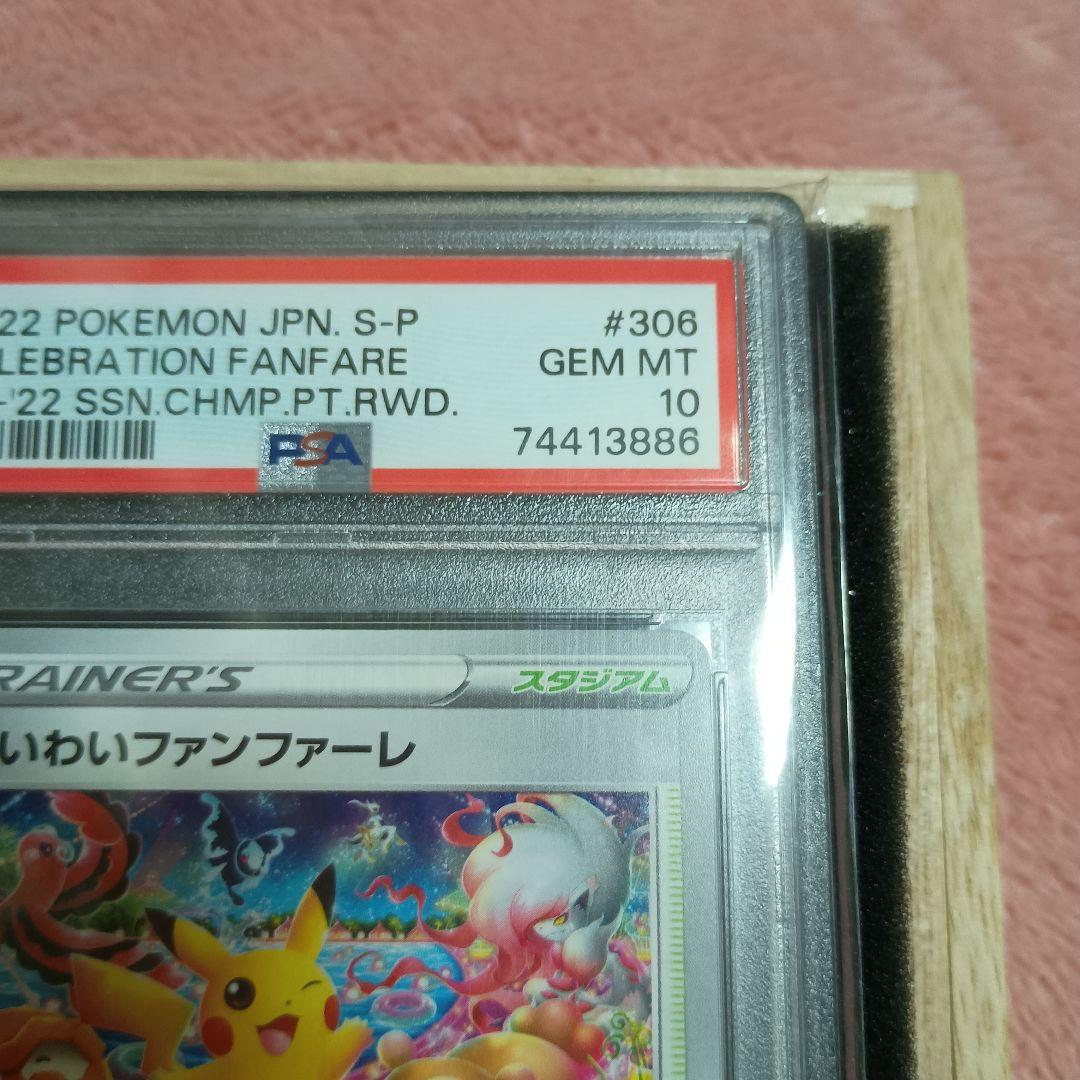 '22 POKEMON JPN. S-P #306
LEBRATION FANFARE GEM MT
-'22 SSN.CHMP.PT.RWD. 10
PSA 74413886
RAINER'S スタジアム
いわいファンファーレ